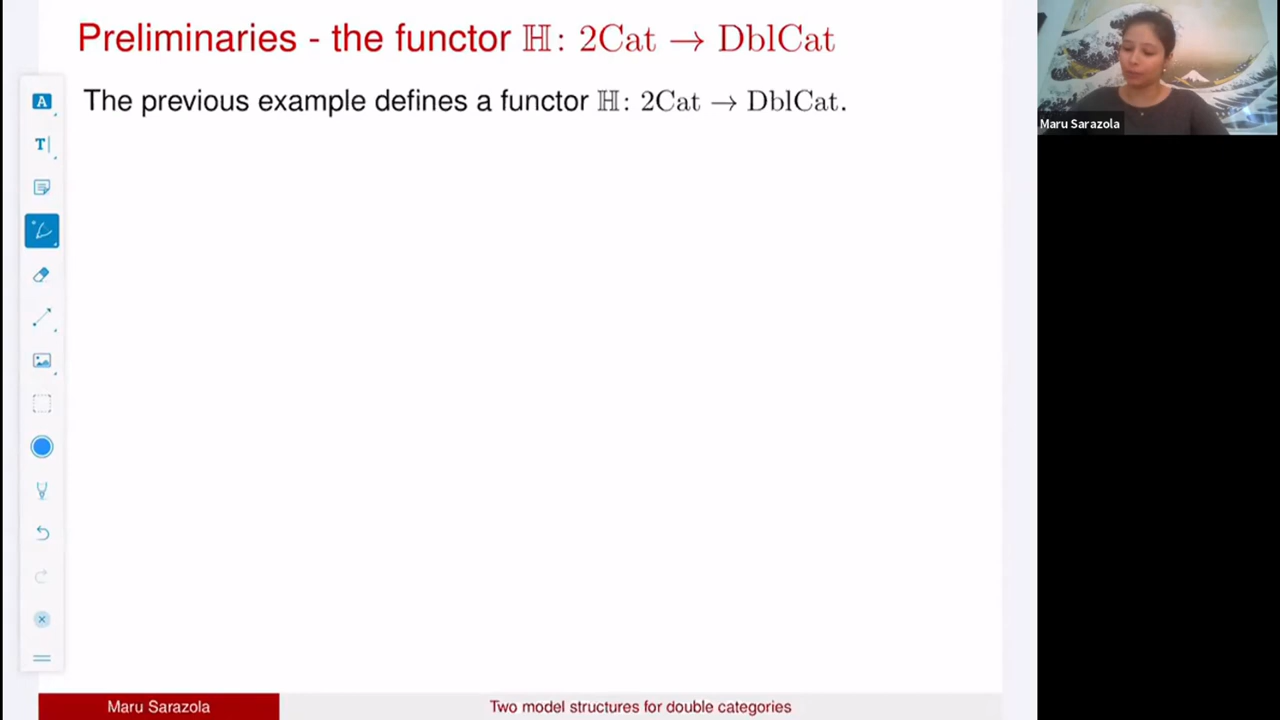 Preliminaries - the functor ℍ: 2Cat → DblCat
The previous example defines a functor ℍ: 2Cat → DblCat.
A
T
Maru Sarazola
Maru Sarazola
Two model structures for double categories